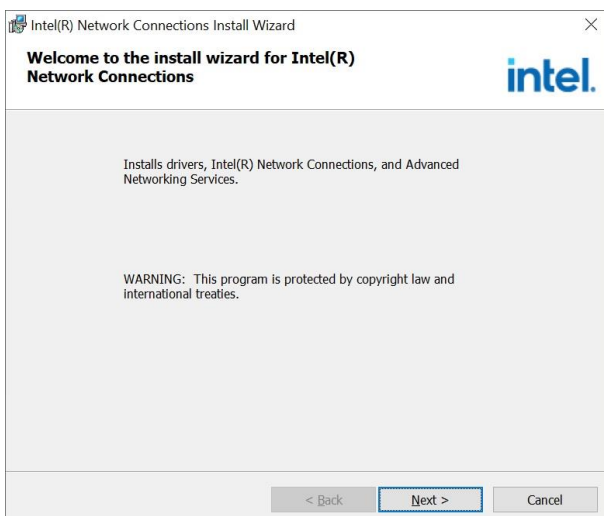 Intel(R) Network Connections Install Wizard
Welcome to the install wizard for Intel(R)
Network Connections
intel.
Installs drivers, Intel(R) Network Connections, and Advanced
Networking Services.
WARNING: This program is protected by copyright law and
international treaties.
< Back
Next >
Cancel